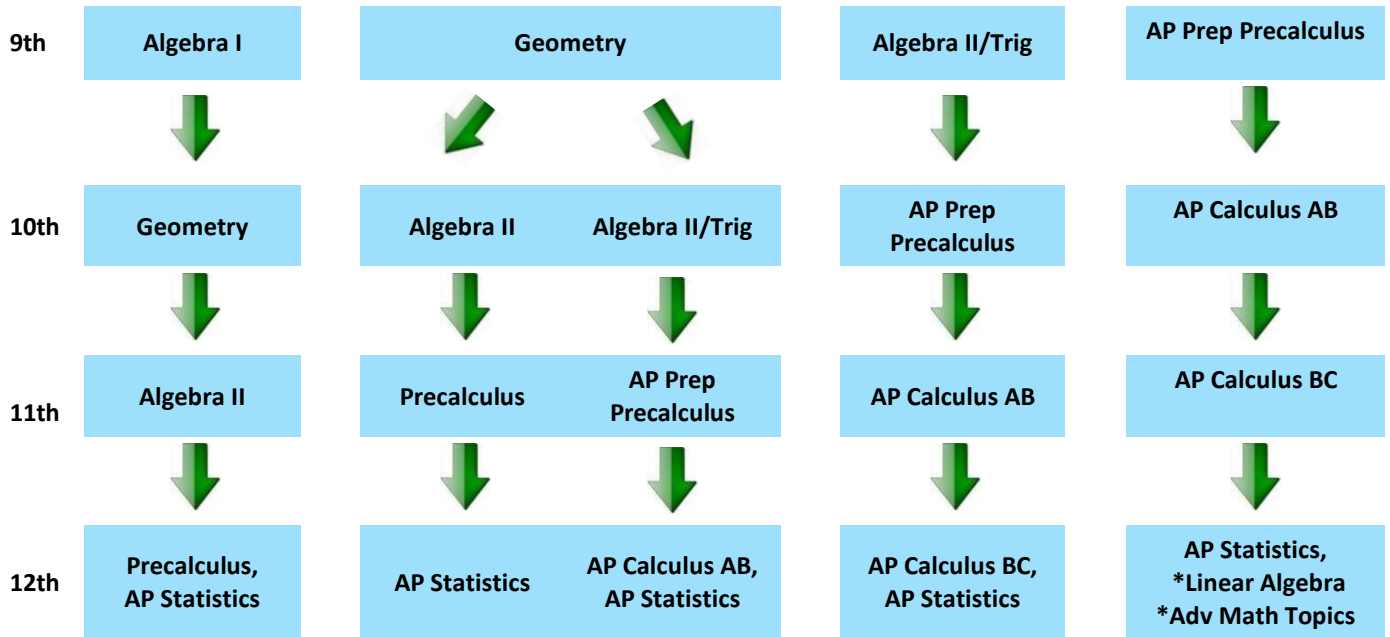 9th
Algebra I
Geometry
Algebra II/Trig
AP Prep Precalculus
10th
Geometry
Algebra II
Algebra II/Trig
AP Prep
Precalculus
AP Calculus AB
11th
Algebra II
Precalculus
AP Prep
Precalculus
AP Calculus AB
AP Calculus BC
12th
Precalculus,
AP Statistics
AP Statistics
AP Calculus AB,
AP Statistics
AP Calculus BC,
AP Statistics
AP Statistics,
*Linear Algebra
*Adv Math Topics